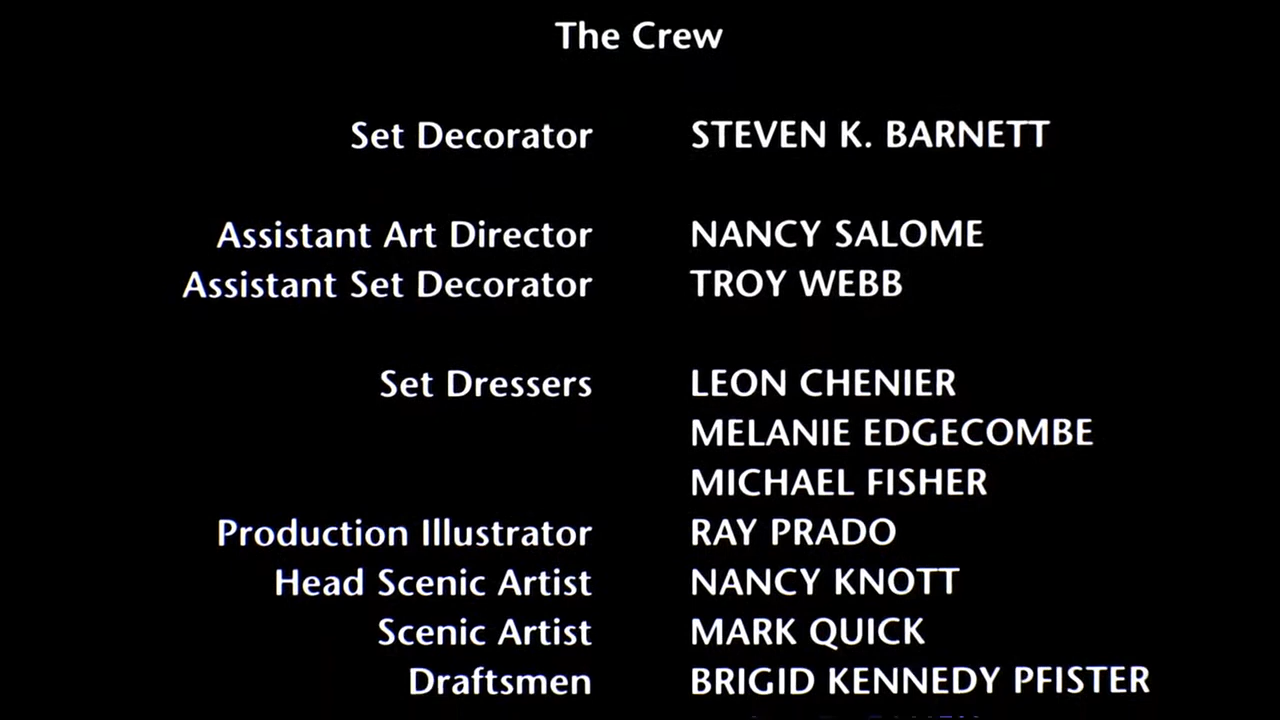 The Crew
Set Decorator STEVEN K. BARNETT
Assistant Art Director NANCY SALOME
Assistant Set Decorator TROY WEBB
Set Dressers LEON CHENIER
MELANIE EDGECOMBE
MICHAEL FISHER
Production Illustrator RAY PRADO
Head Scenic Artist NANCY KNOTT
Scenic Artist MARK QUICK
Draftsmen BRIGID KENNEDY PFISTER